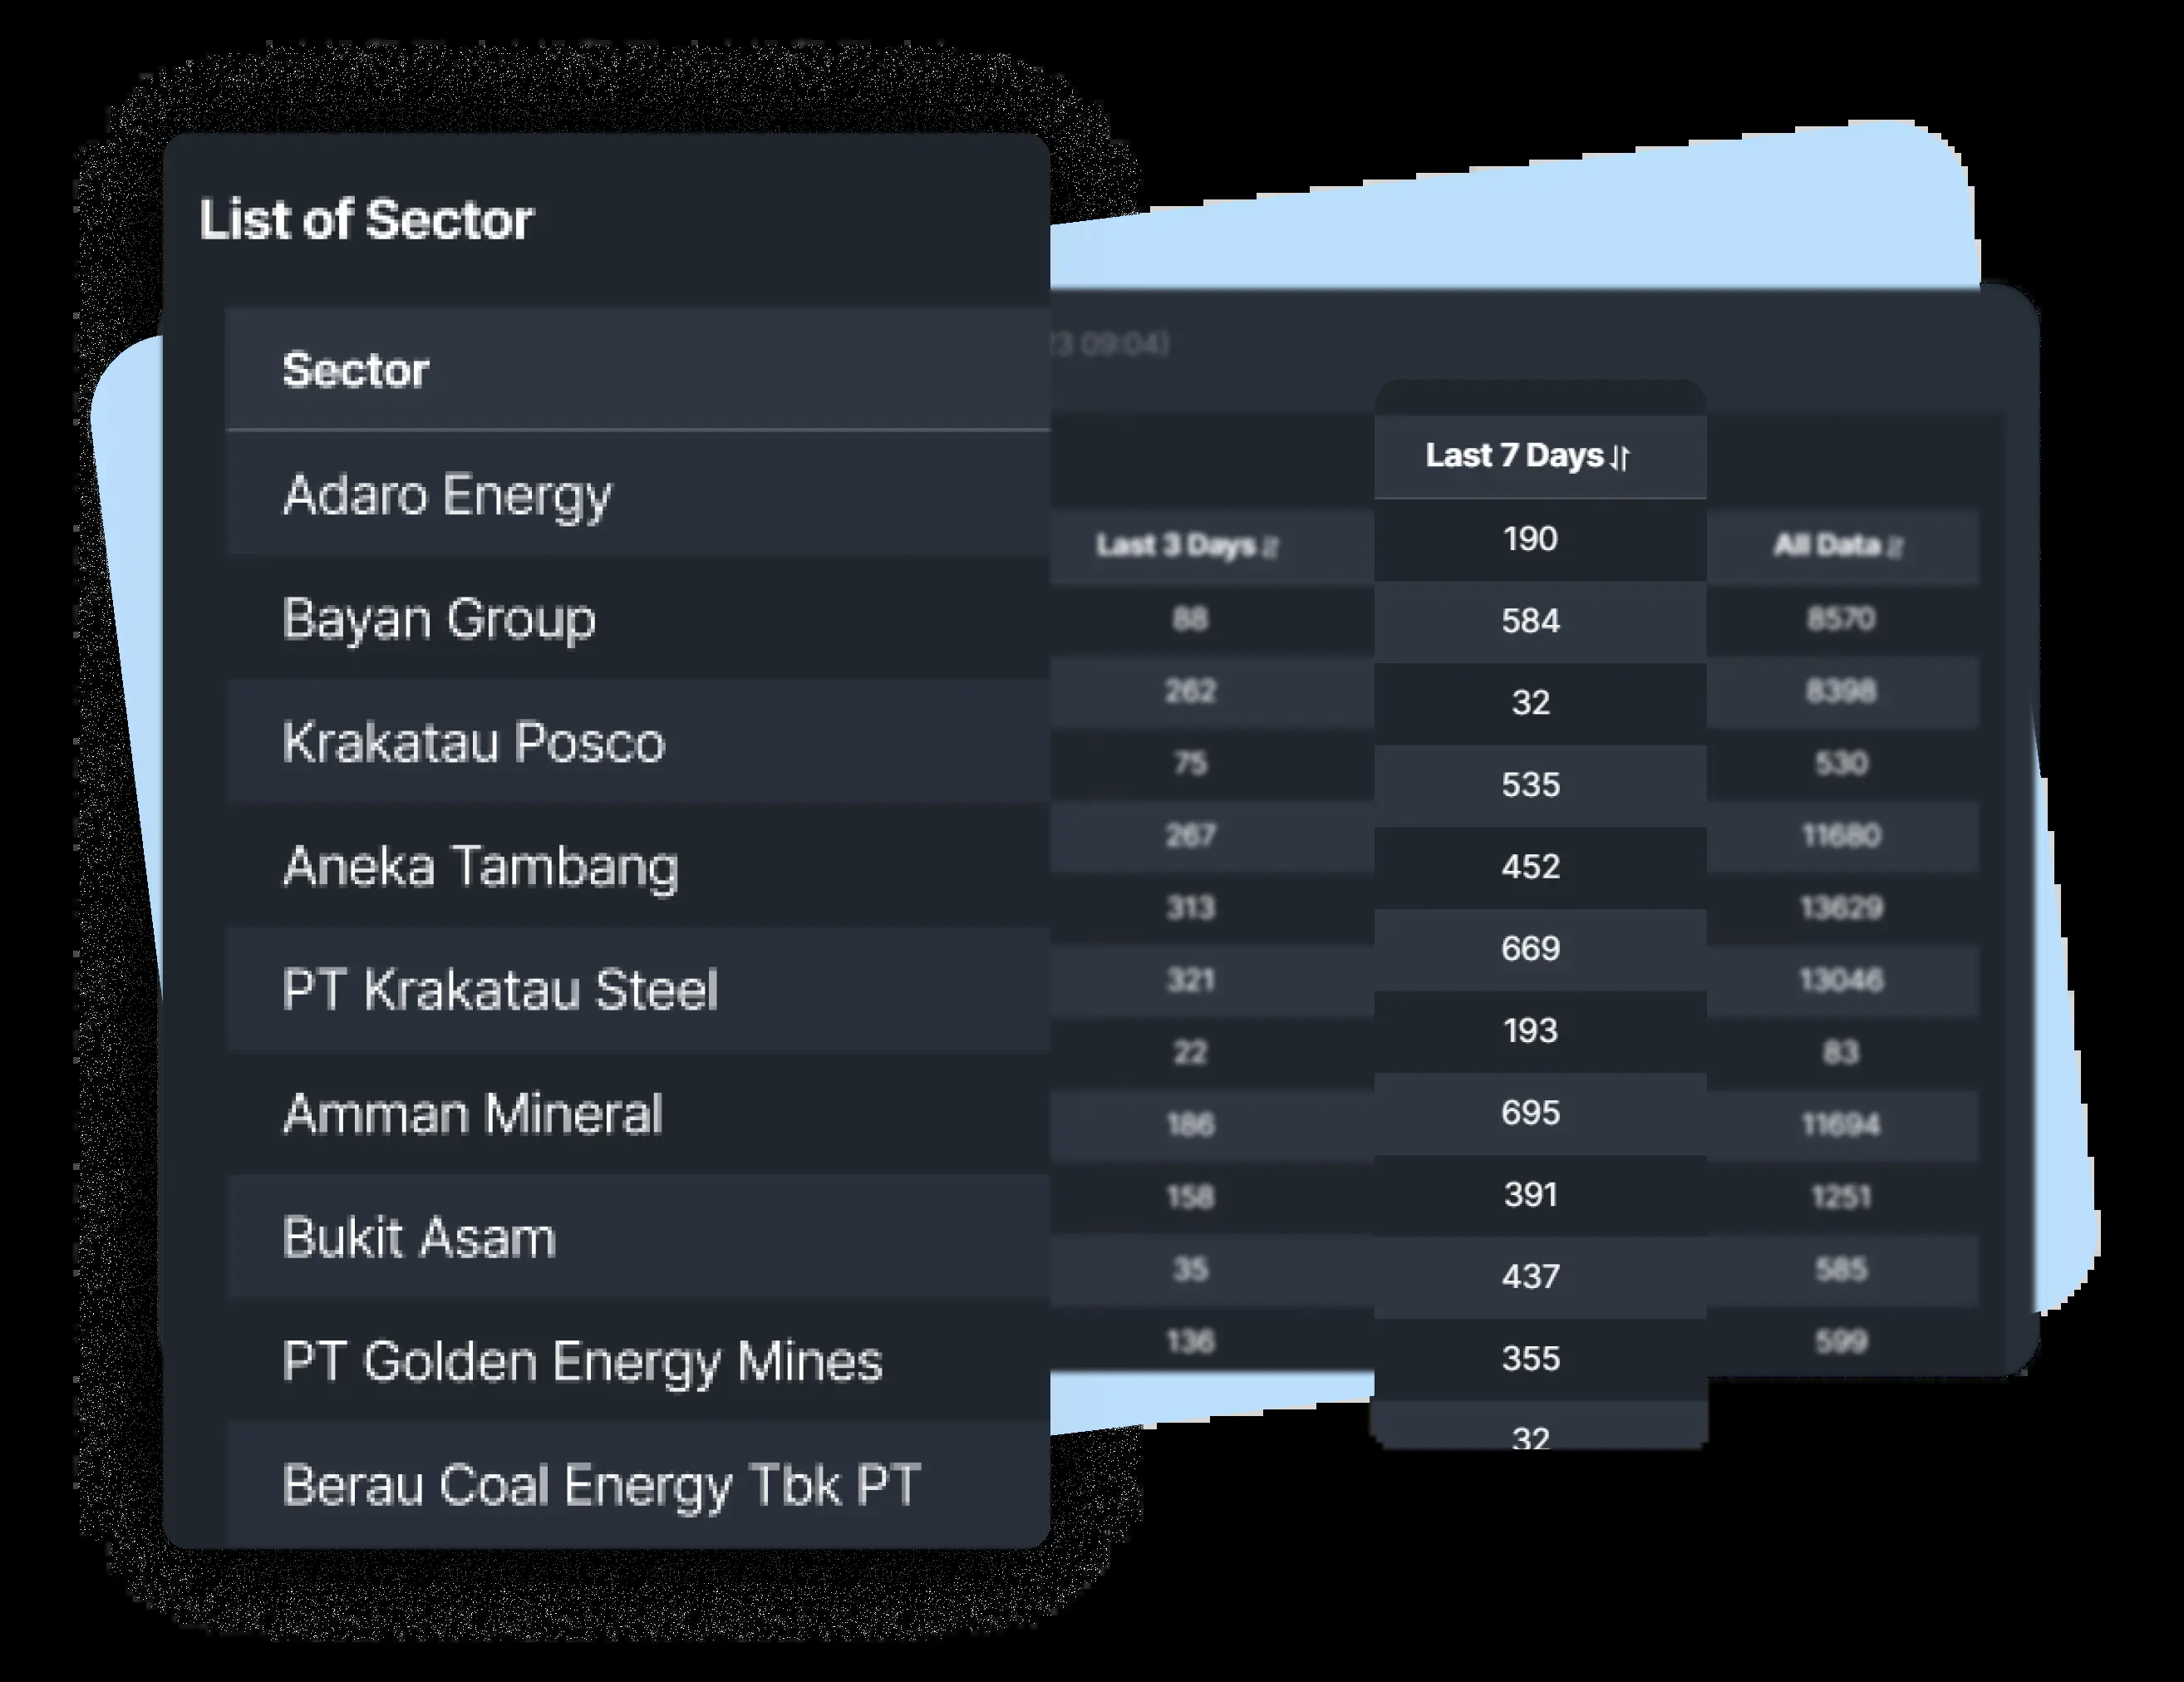 List of Sector
Sector
Adaro Energy
Bayan Group
Krakatau Posco
Aneka Tambang
PT Krakatau Steel
Amman Mineral
Bukit Asam
PT Golden Energy Mines
Berau Coal Energy Tbk PT
23 09:04)
Last 3 Days
88
262
75
267
313
321
22
186
158
35
136
Last 7 Days
190
584
32
535
452
669
193
695
391
437
355
32
All Data
8570
8398
530
11680
13629
13046
83
11694
1251
585
599